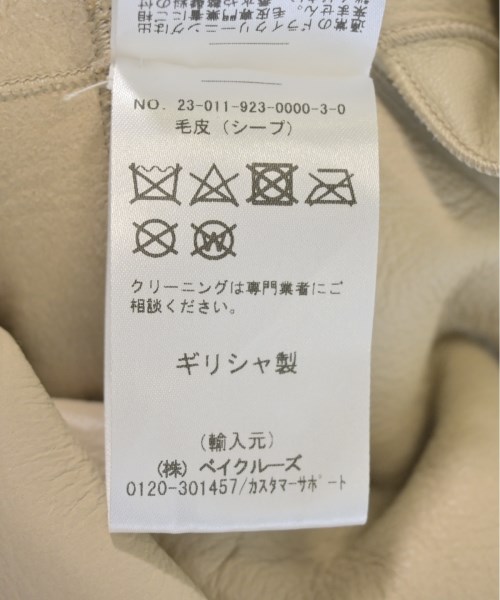 NO. 23-011-923-0000-3-0
毛皮 (シープ)
クリーニングは専門業者にご
相談ください。
ギリシャ製
(輸入元)
(株) ベイクルーズ
0120-301457/カスタマーサポート